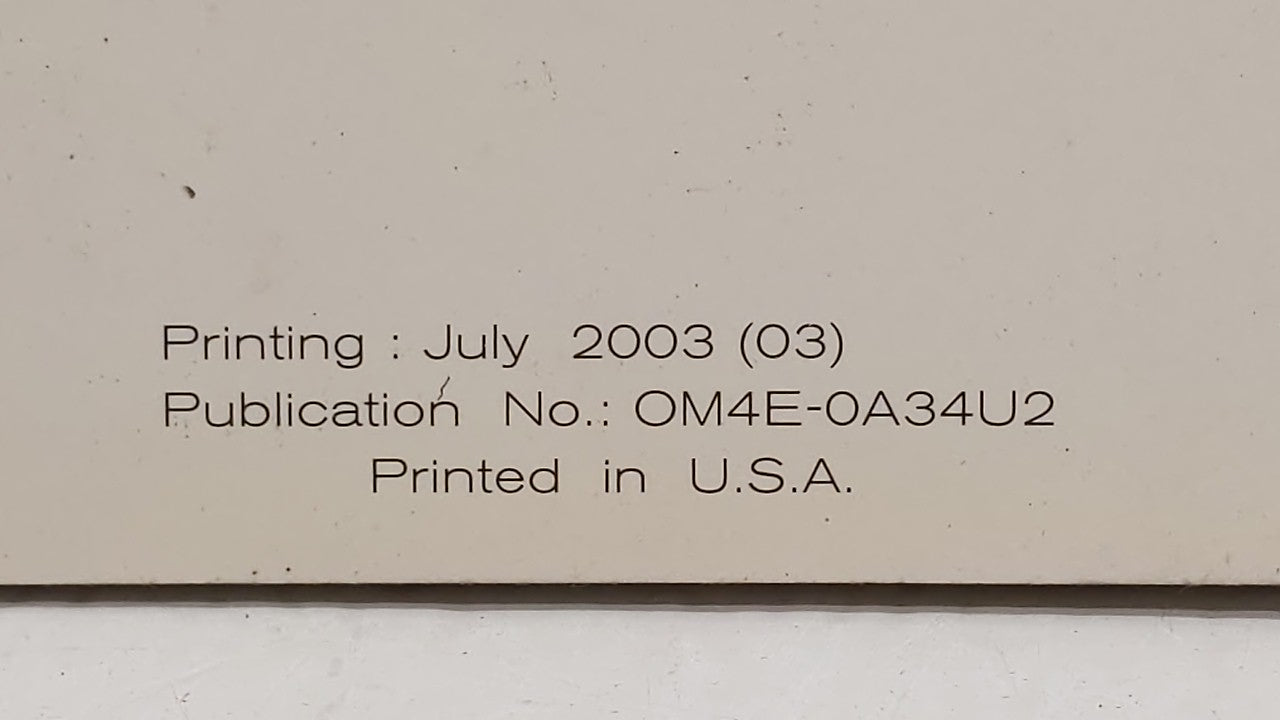 Printing : July 2003 (03)
Publication No.: OM4E-0A34U2
Printed in U.S.A.